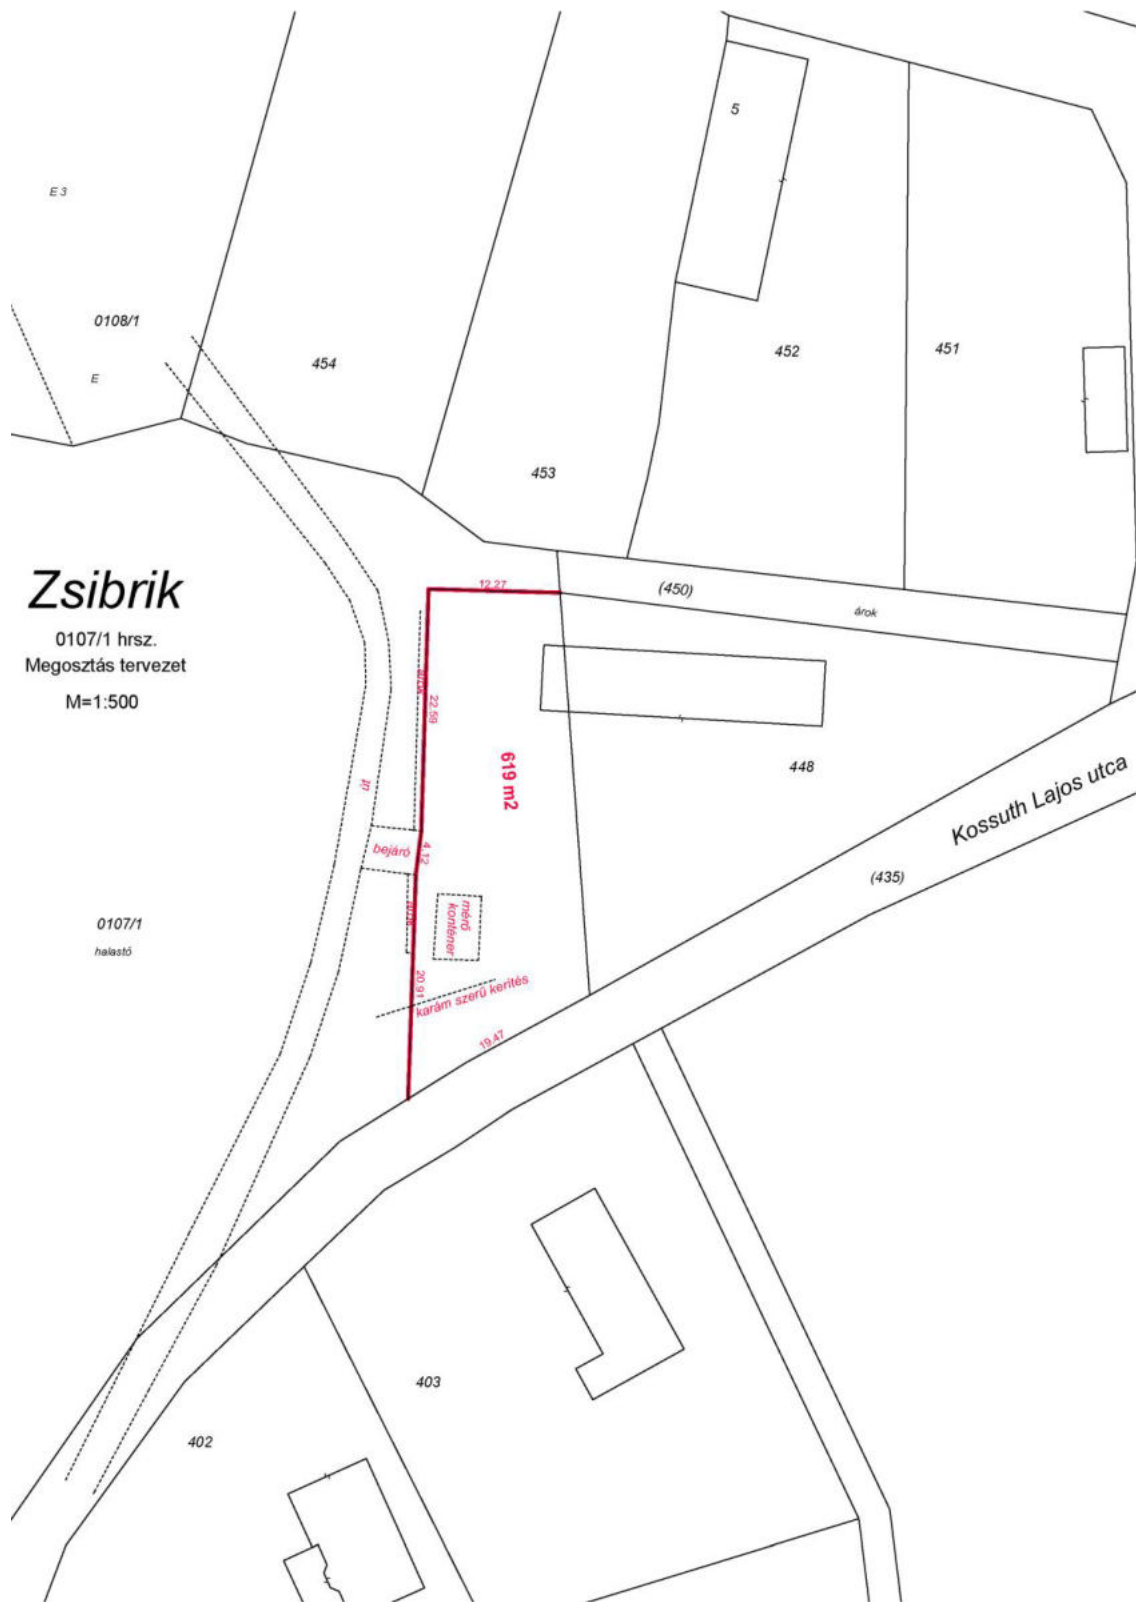 5
E 3
0108/1
E
454
452
451
453
Zsibrik
0107/1 hrsz.
Megosztás tervezet
M=1:500
12.27
(450)
árok
árok
22.59
619 m2
út
448
Kossuth Lajos utca
(435)
bejáró
4.12
mérő
konténer
árok
0107/1
halastó
20.91
karám szerű kerítés
19.47
403
402